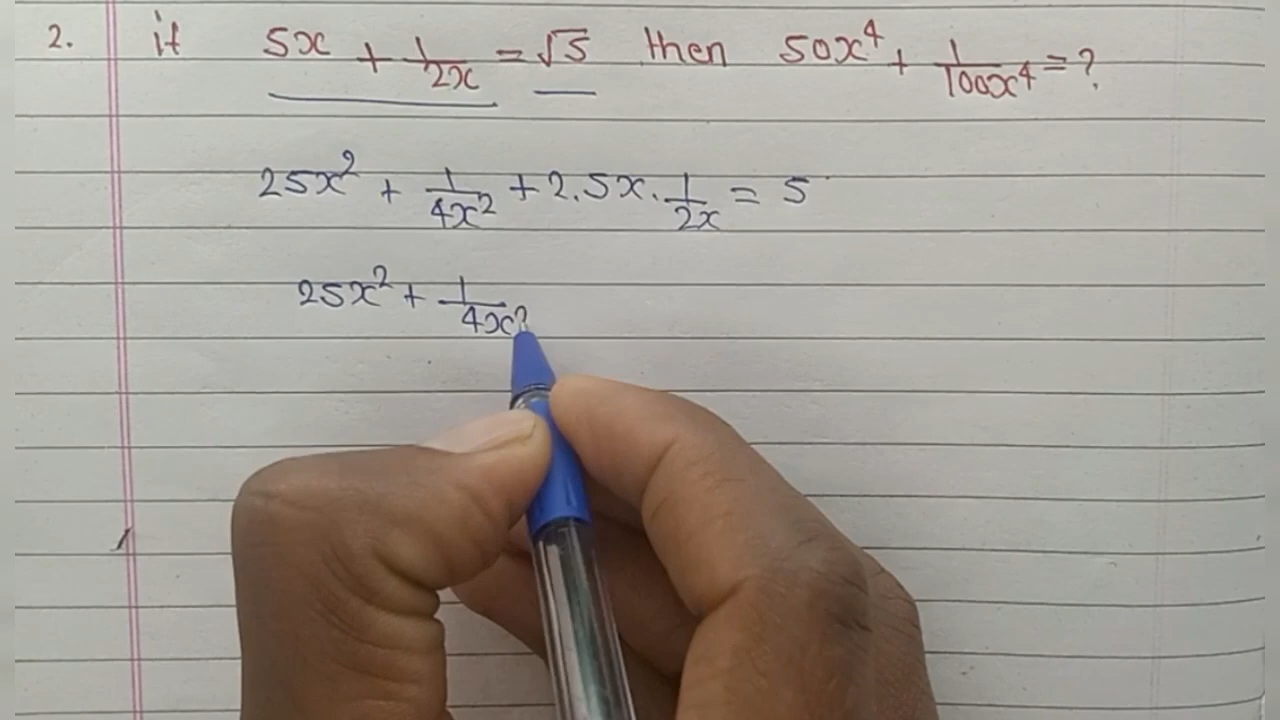 2. if 5x + 1/2x = √5 then 50x⁴ + 1/100x⁴ = ?
25x² + 1/4x² + 2.5x.1/2x = 5
25x² + 1/4x²